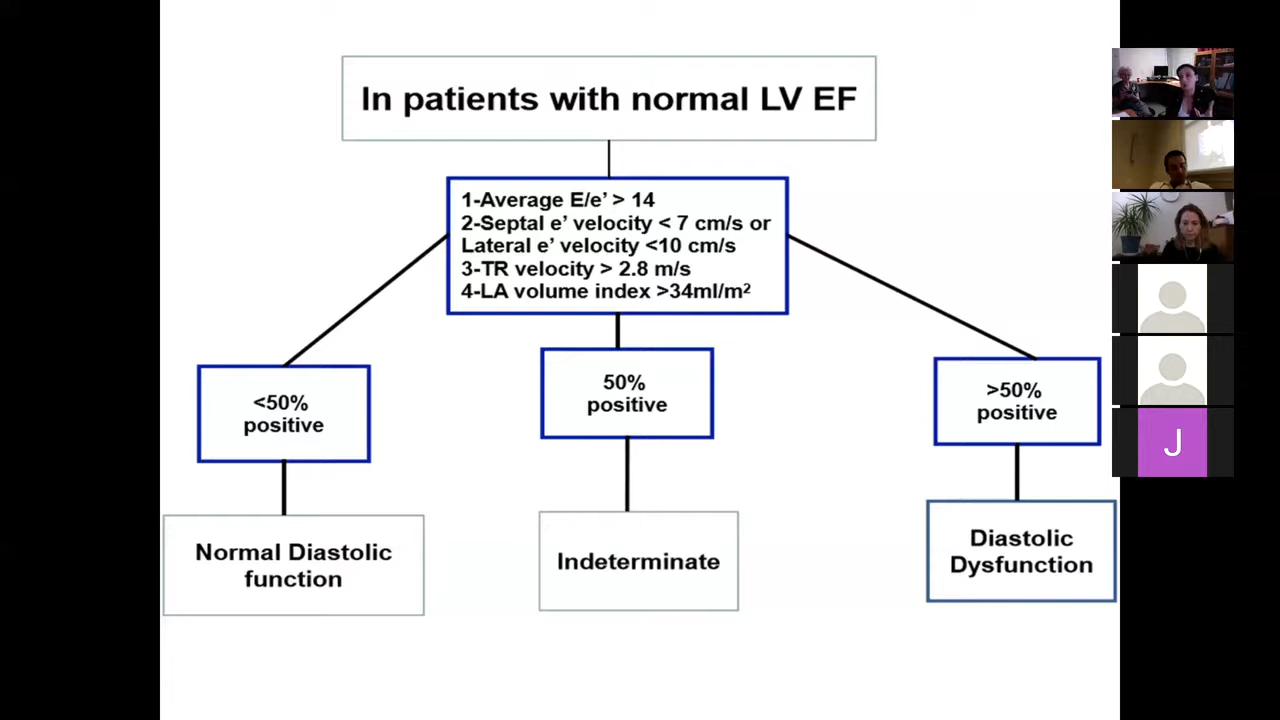 In patients with normal LV EF
1-Average E/e’ > 14
2-Septal e’ velocity < 7 cm/s or
Lateral e’ velocity <10 cm/s
3-TR velocity > 2.8 m/s
4-LA volume index >34ml/m²
<50%
positive
50%
positive
>50%
positive
Normal Diastolic
function
Indeterminate
Diastolic
Dysfunction
J